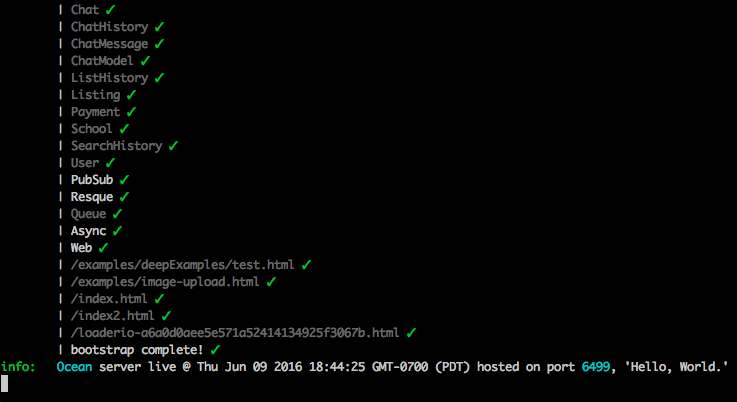 | Chat ✓
| ChatHistory ✓
| ChatMessage ✓
| ChatModel ✓
| ListHistory ✓
| Listing ✓
| Payment ✓
| School ✓
| SearchHistory ✓
| User ✓
| PubSub ✓
| Resque ✓
| Queue ✓
| Async ✓
| Web ✓
| /examples/deepExamples/test.html ✓
| /examples/image-upload.html ✓
| /index.html ✓
| /index2.html ✓
| /loaderio-a6a0d0aee5e571a52414134925f3067b.html ✓
| bootstrap complete! ✓
info: Ocean server live @ Thu Jun 09 2016 18:44:25 GMT-0700 (PDT) hosted on port 6499, 'Hello, World.'